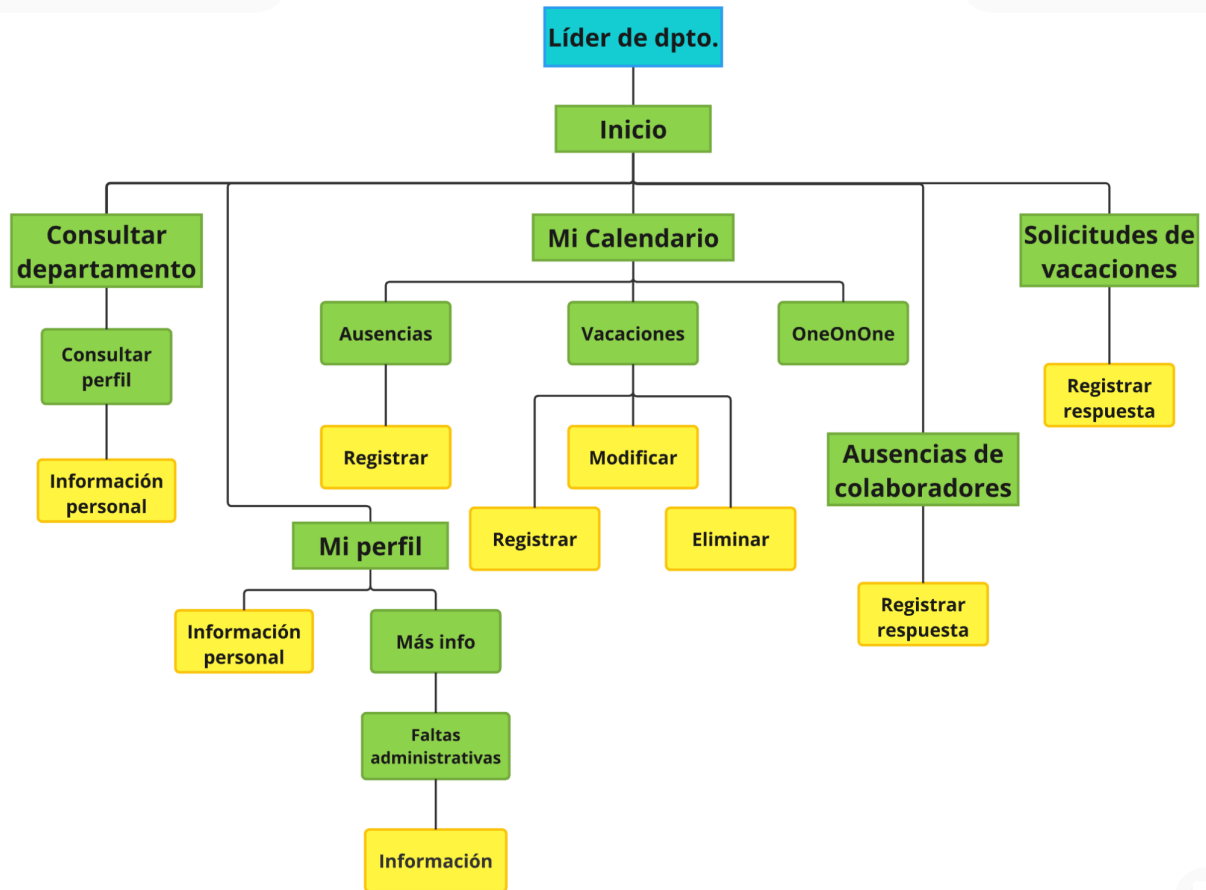 Líder de dpto.
Inicio
Consultar
departamento
Mi Calendario
Solicitudes de
vacaciones
Ausencias
Vacaciones
OneOnOne
Consultar
perfil
Registrar
respuesta
Registrar
Modificar
Ausencias de
colaboradores
Información
personal
Registrar
Eliminar
Mi perfil
Registrar
respuesta
Información
personal
Más info
Faltas
administrativas
Información